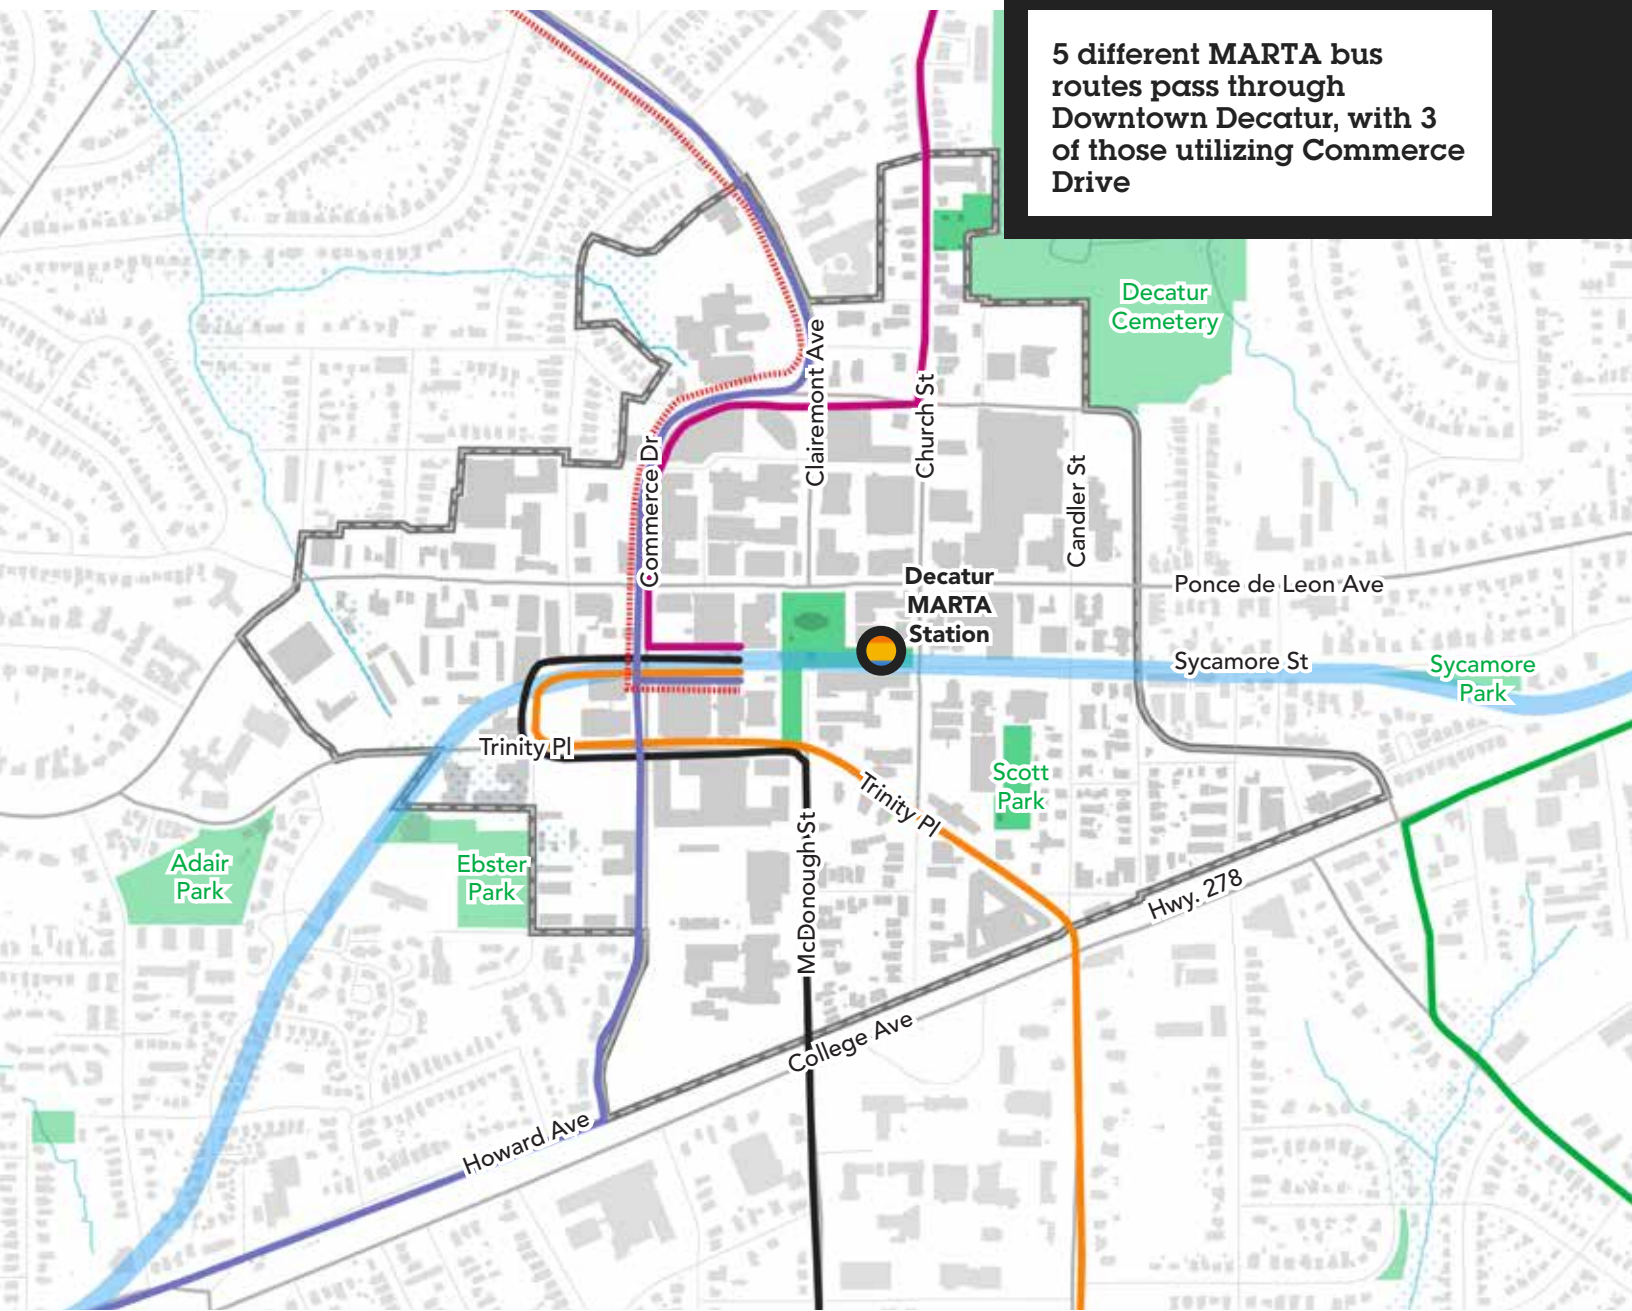 5 different MARTA bus
routes pass through
Downtown Decatur, with 3
of those utilizing Commerce
Drive
Decatur
Cemetery
Clairemont Ave
Church St
Commerce Dr
Candler St
Decatur
MARTA
Station
Ponce de Leon Ave
Sycamore St
Sycamore
Park
Trinity Pl
Trinity Pl
Scott
Park
McDonough St
Adair
Park
Ebster
Park
Hwy. 278
College Ave
Howard Ave